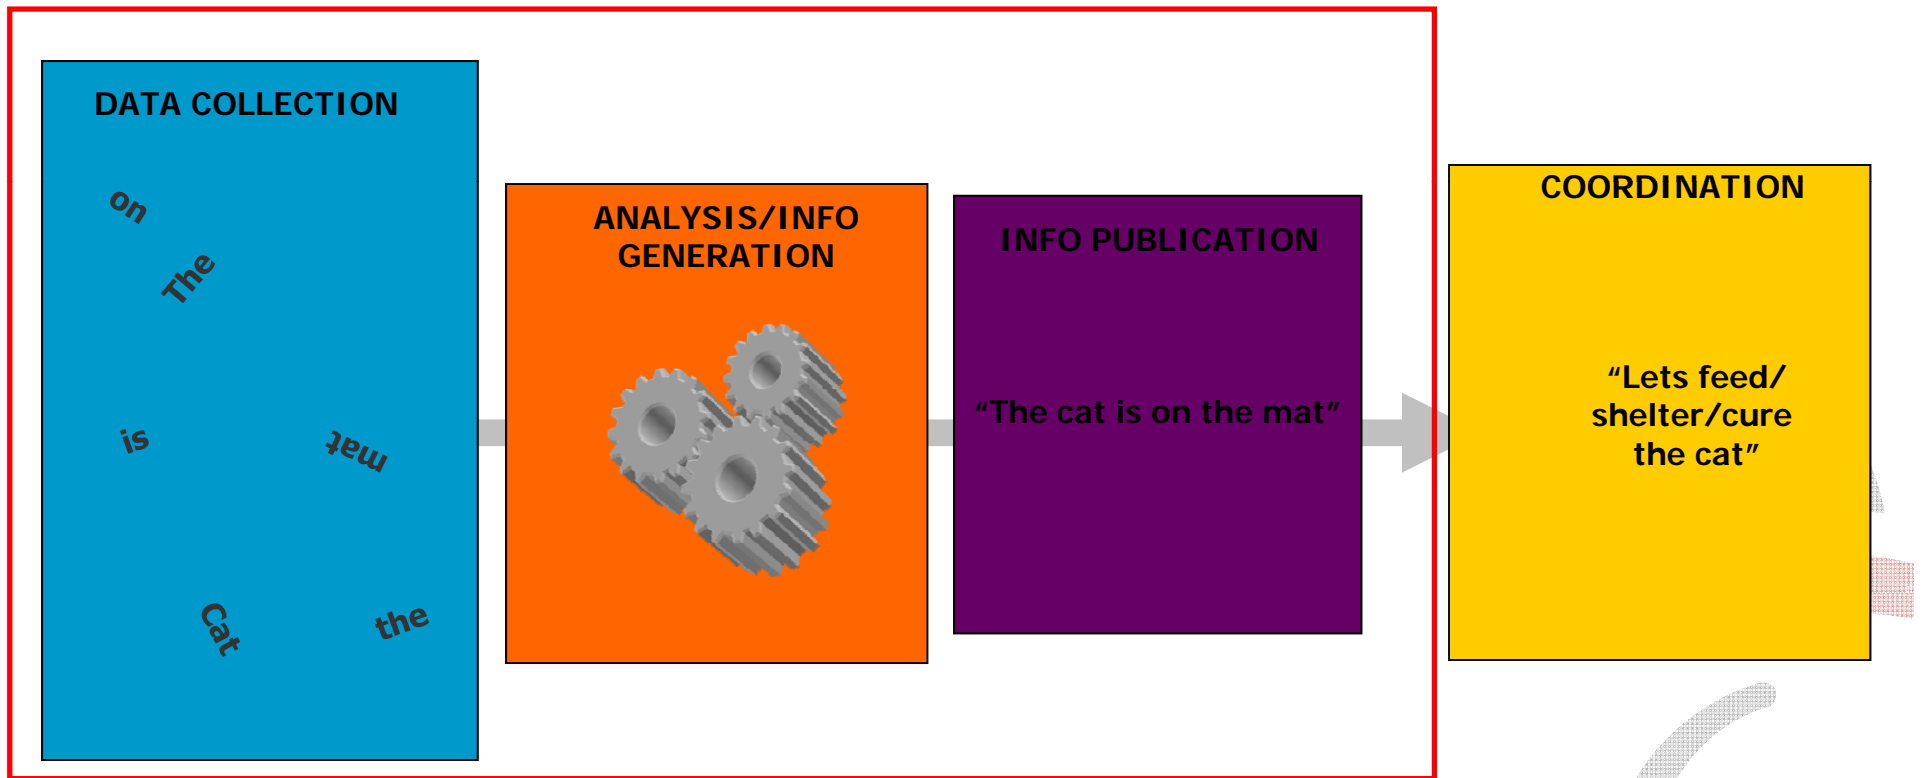 DATA COLLECTION
on
The
is
mat
Cat
the
ANALYSIS/INFO
GENERATION
INFO PUBLICATION
“The cat is on the mat”
COORDINATION
“Lets feed/
shelter/cure
the cat”